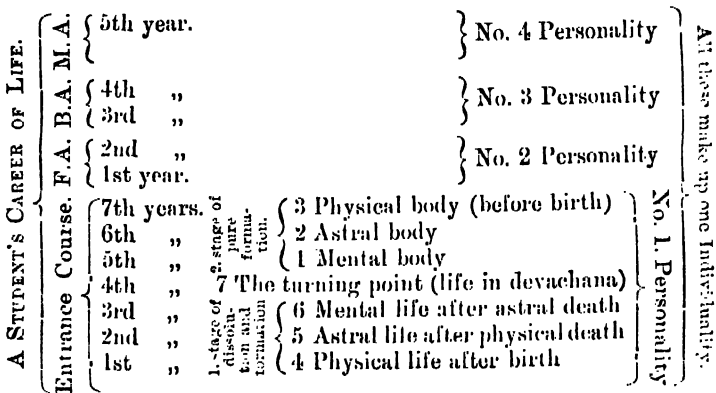 A STUDENT'S CAREER OF LIFE.
M. A.
5th year.
No. 4 Personality
B.A.
4th „
3rd „
No. 3 Personality
F.A.
2nd „
1st year.
No. 2 Personality
Entrance Course.
7th years.
6th „
5th „
4th „
3rd „
2nd „
1st „
2. stage of
pure
forma-
tion.
3 Physical body (before birth)
2 Astral body
1 Mental body
7 The turning point (life in devachana)
1. stage of
dissolu-
tion and
formation
6 Mental life after astral death
5 Astral life after physical death
4 Physical life after birth
No. 1. Personality
All these make up one Individuality.